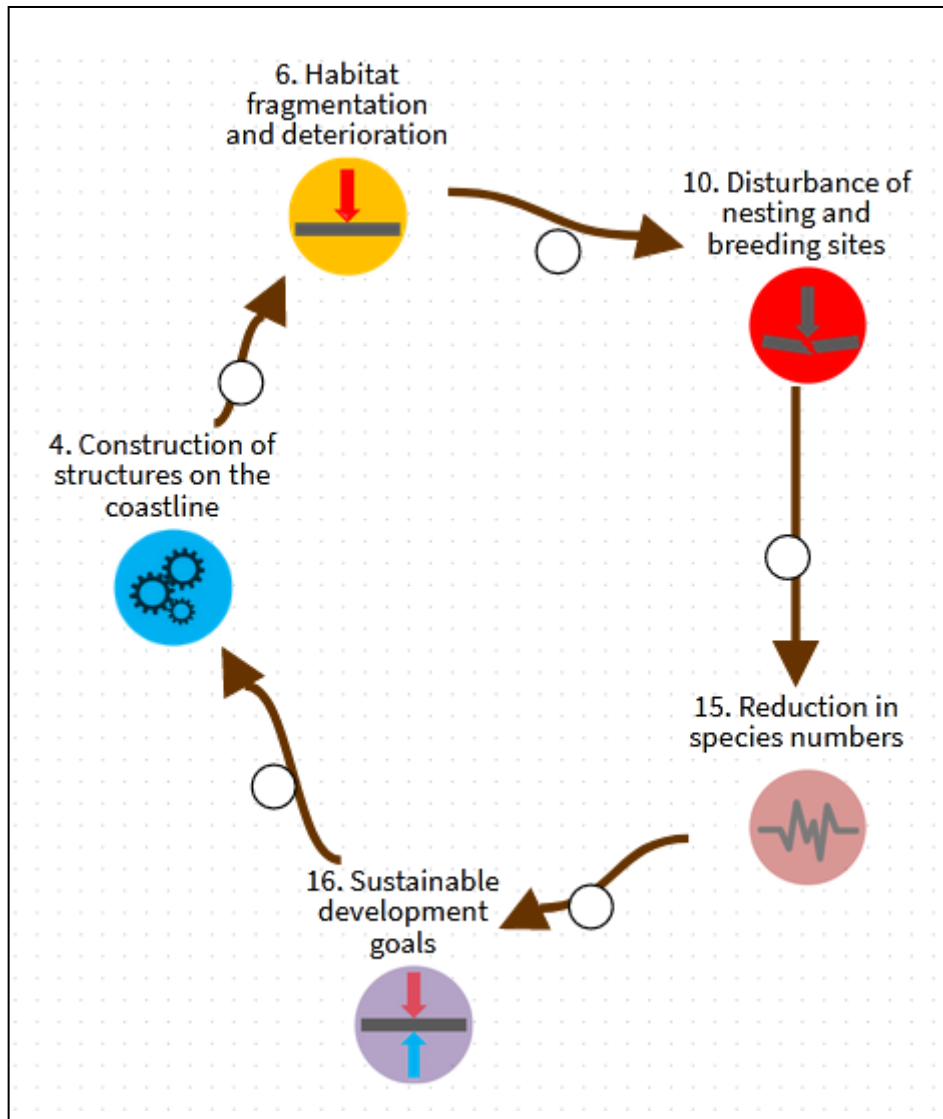 6. Habitat
fragmentation
and deterioration
10. Disturbance of
nesting and
breeding sites
4. Construction of
structures on the
coastline
15. Reduction in
species numbers
16. Sustainable
development
goals